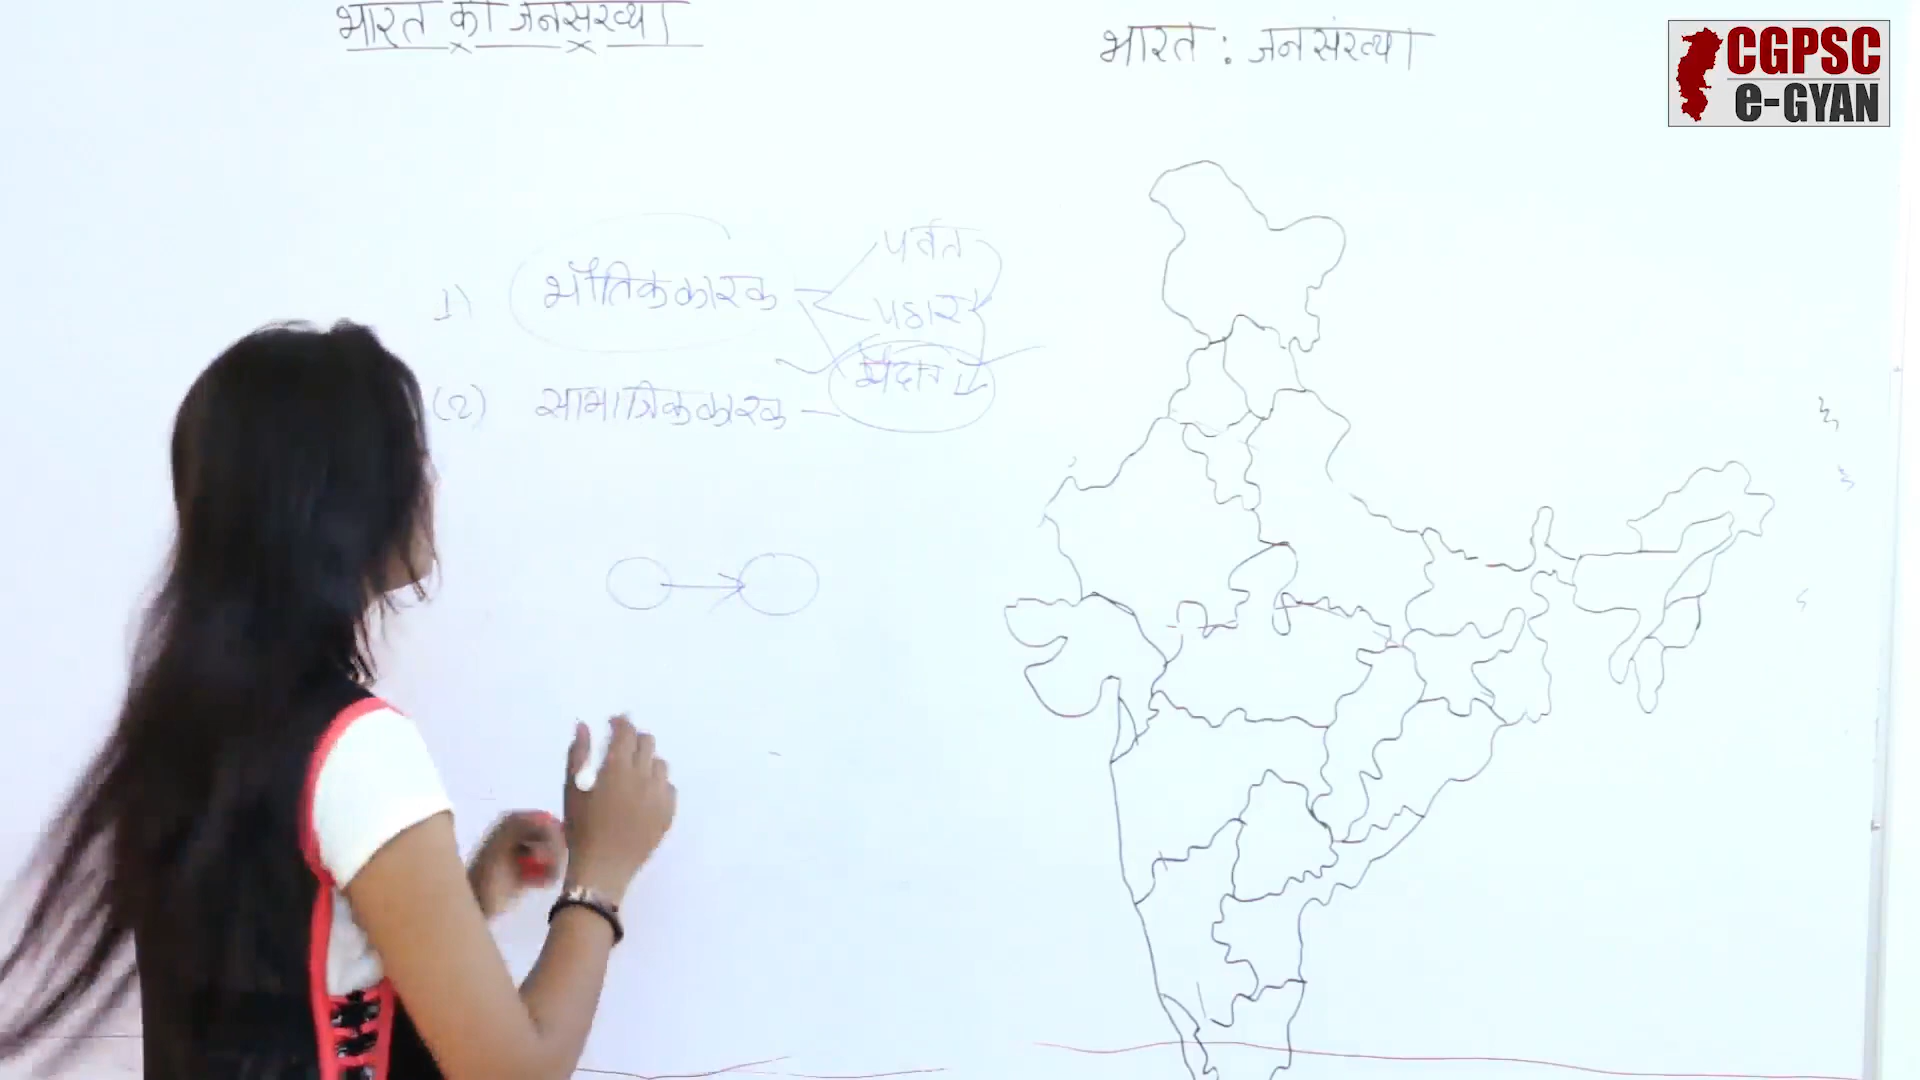 भारत की जनसंख्या
भारत : जनसंख्या
CGPSC
e-GYAN
1) भौतिक कारक
पर्वत
पठार
मैदान
(2) सामाजिक कारक